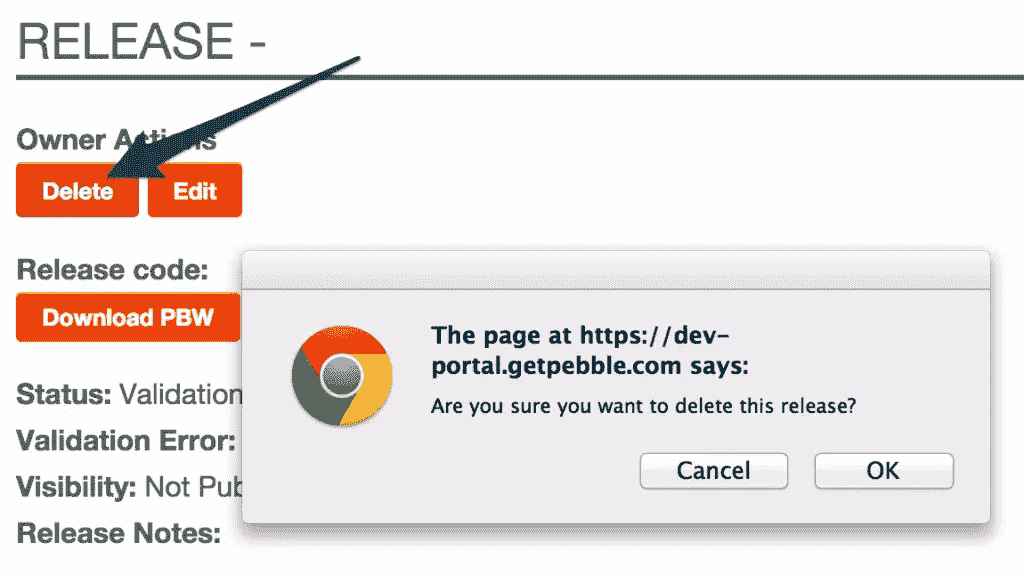 RELEASE -
Owner Actions
Delete
Edit
Release code:
Download PBW
The page at https://dev-
portal.getpebble.com says:
Are you sure you want to delete this release?
Cancel
OK
Status: Validation
Validation Error:
Visibility: Not Pub
Release Notes: